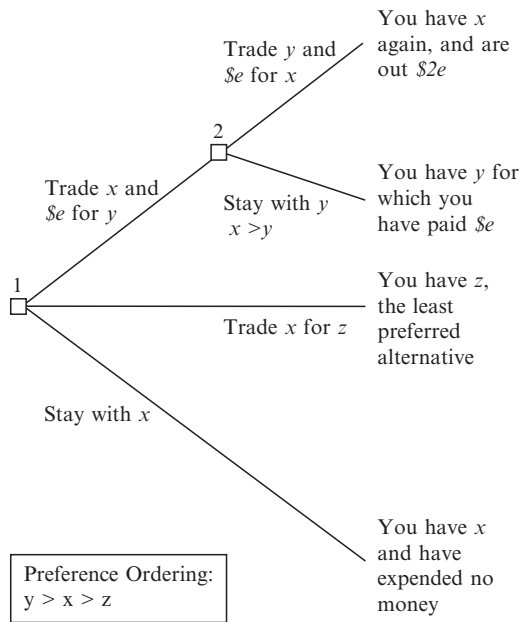 You have x
again, and are
out $2e
Trade y and
$e for x
2
Trade x and
$e for y
Stay with y
x >y
You have y for
which you
have paid $e
1
You have z,
the least
preferred
alternative
Trade x for z
Stay with x
You have x
and have
expended no
money
Preference Ordering:
y > x > z